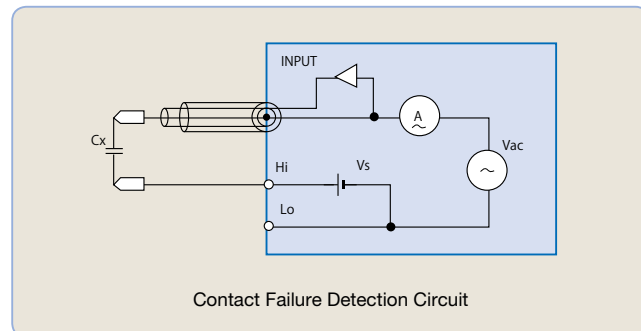 INPUT
A
Vac
Cx
Hi
Vs
Lo
Contact Failure Detection Circuit